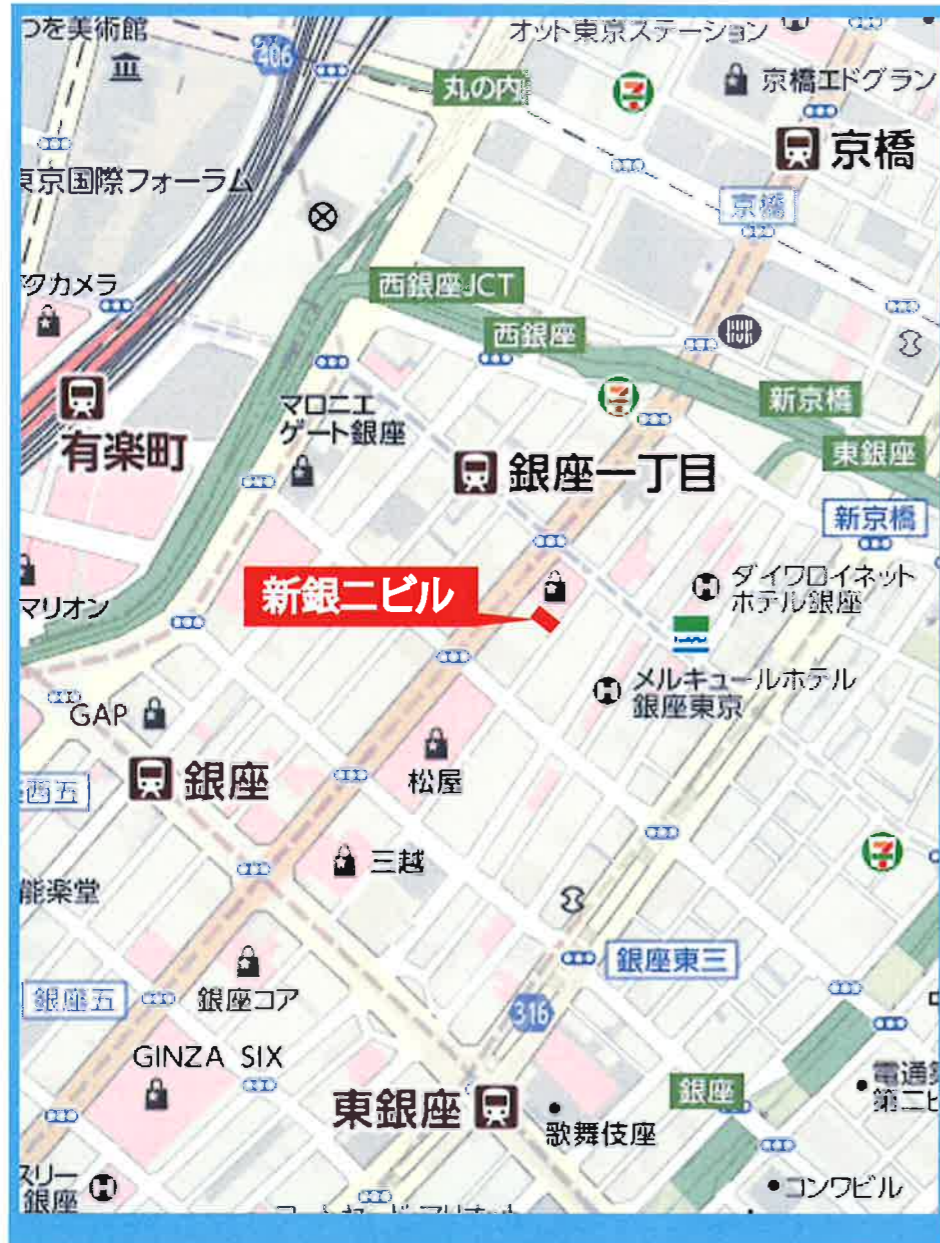 つを美術館
オット東京ステーション
406
丸の内
京橋エドグラン
京橋
東京国際フォーラム
京橋
西銀座JCT
カメラ
西銀座
新京橋
マロニエ
ゲート銀座
有楽町
銀座一丁目
東銀座
新京橋
新銀二ビル
ダイワロイネット
ホテル銀座
マリオン
メルキュールホテル
銀座東京
GAP
銀座
松屋
西五
三越
能楽堂
銀座東三
銀座五
銀座コア
316
GINZA SIX
東銀座
銀座
電通
第二ビ
歌舞伎座
スリー
銀座
コンワビル